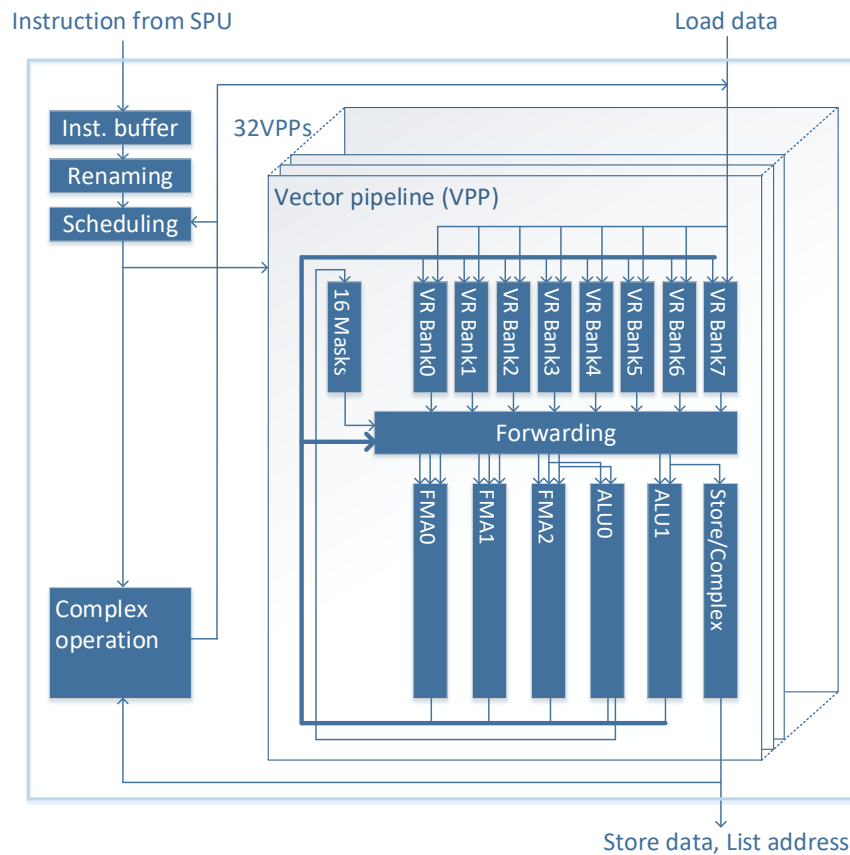 Instruction from SPU
Load data
Inst. buffer
32VPPs
Renaming
Vector pipeline (VPP)
Scheduling
16 Masks
VR Bank0
VR Bank1
VR Bank2
VR Bank3
VR Bank4
VR Bank5
VR Bank6
VR Bank7
Forwarding
FMA0
FMA1
FMA2
ALU0
ALU1
Store/Complex
Complex
operation
Store data, List address